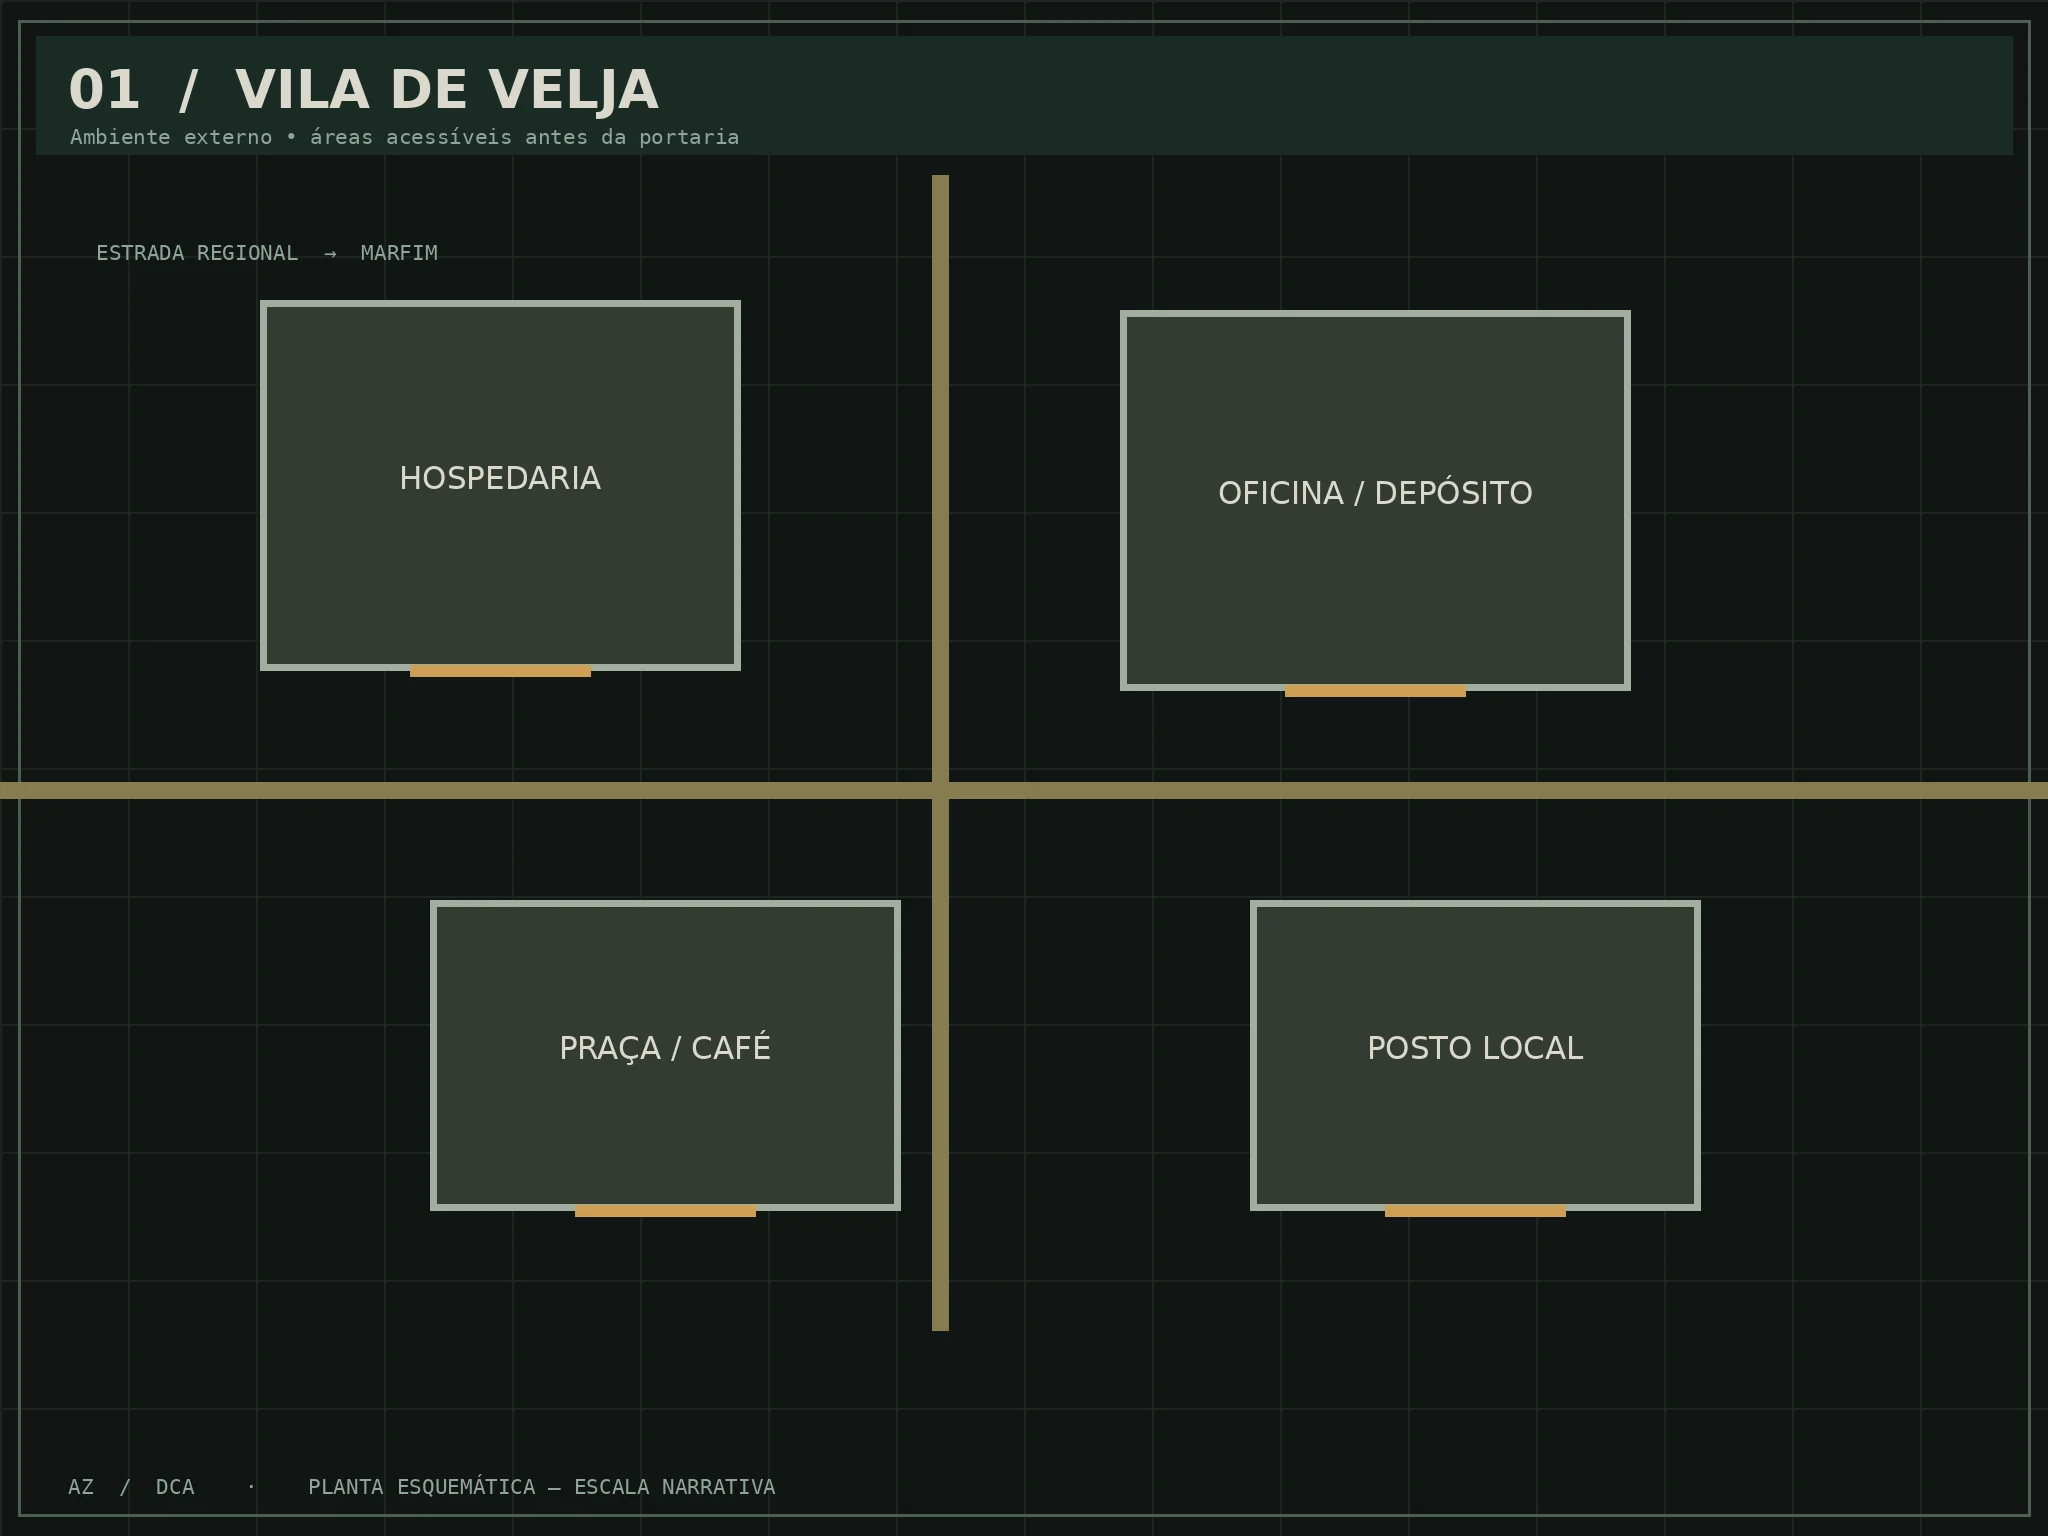 01 / VILA DE VELJA
Ambiente externo • áreas acessíveis antes da portaria
ESTRADA REGIONAL → MARFIM
HOSPEDARIA
OFICINA / DEPÓSITO
PRAÇA / CAFÉ
POSTO LOCAL
AZ / DCA · PLANTA ESQUEMÁTICA — ESCALA NARRATIVA